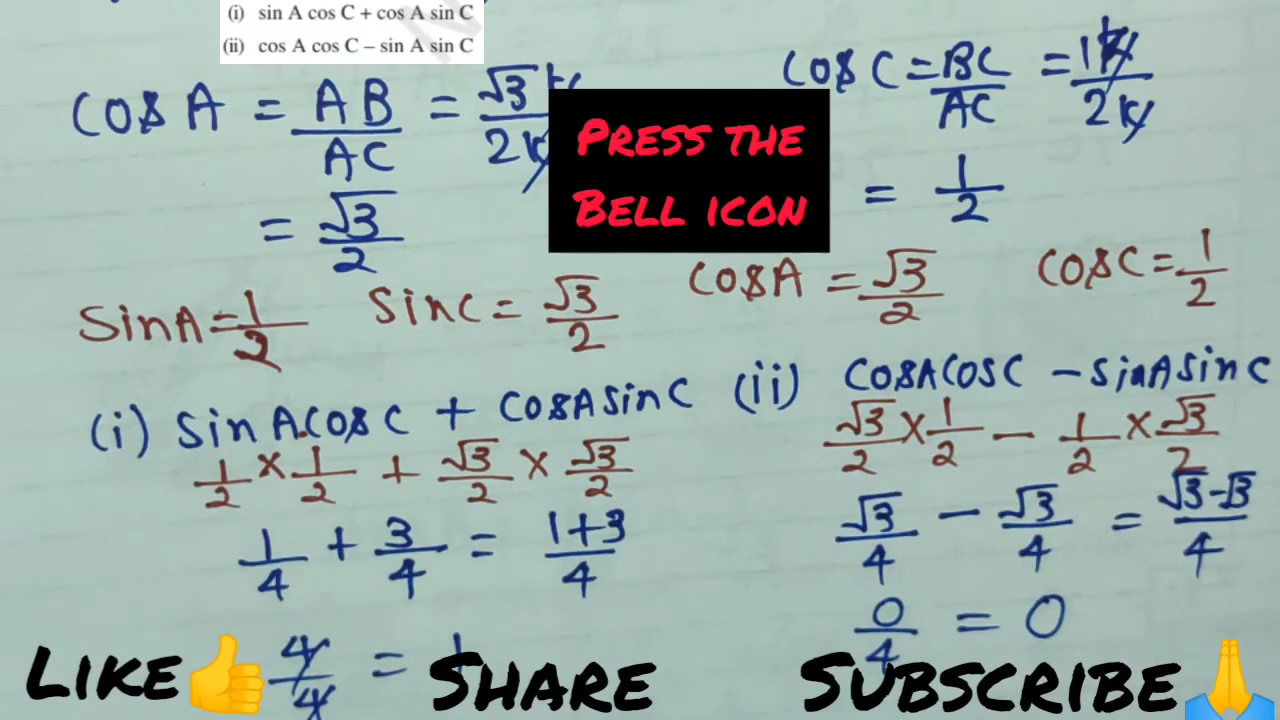 (i) sin A cos C + cos A sin C
(ii) cos A cos C – sin A sin C
cos A = AB/AC = √3k/2k
= √3/2
cos C = BC/AC = 1k/2k
= 1/2
PRESS THE
BELL ICON
Sin A = 1/2 Sin C = √3/2 cos A = √3/2 cos C = 1/2
(i) Sin A cos C + cos A sin C
1/2 × 1/2 + √3/2 × √3/2
1/4 + 3/4 = 1+3/4
4/4 = 1
(ii) cos A cos C - sin A sin C
√3/2 × 1/2 - 1/2 × √3/2
√3/4 - √3/4 = √3-√3/4
0/4 = 0
LIKE👍 SHARE SUBSCRIBE🙏